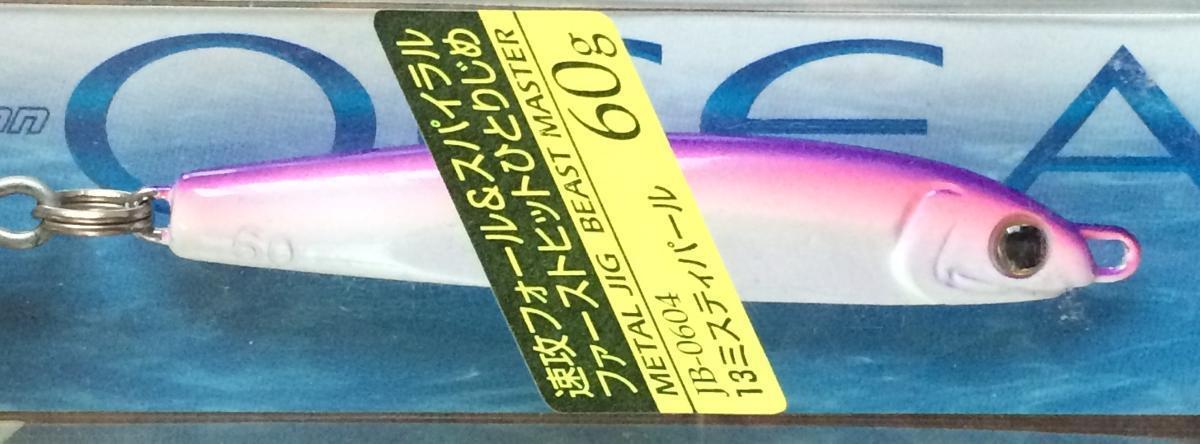 OCEA
速攻フォール&スパイラル
ファーストヒットひとりじめ
METAL JIG BEAST MASTER
60g
JB-0604
13ミスティパール
60